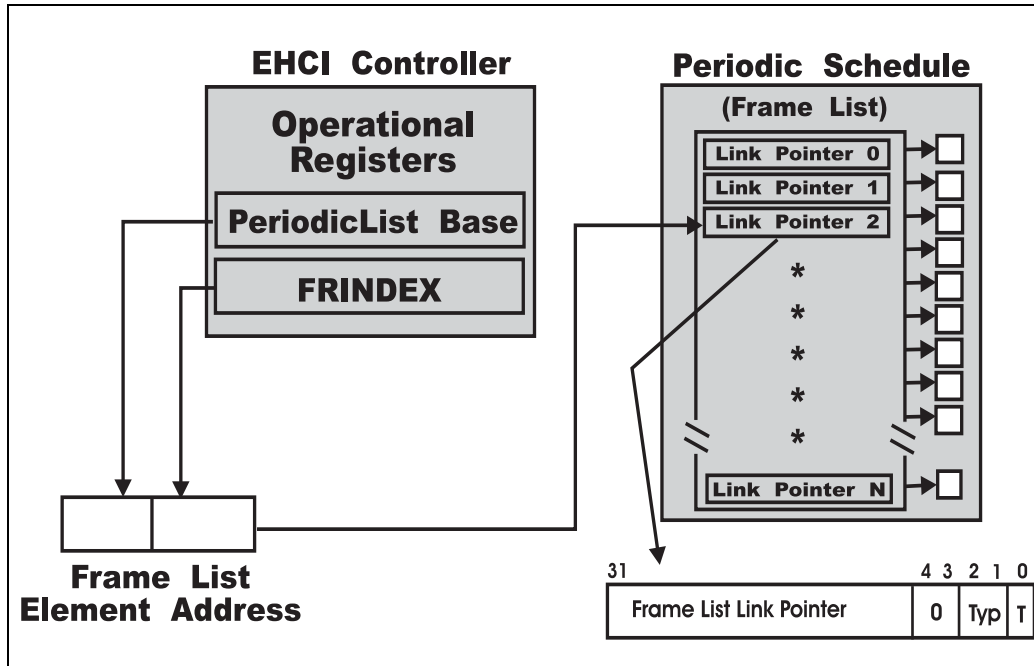 EHCI Controller
Operational
Registers
PeriodicList Base
FRINDEX
Frame List
Element Address
Periodic Schedule
(Frame List)
Link Pointer 0
Link Pointer 1
Link Pointer 2
*
*
*
*
*
Link Pointer N
31 4 3 2 1 0
Frame List Link Pointer 0 Typ T